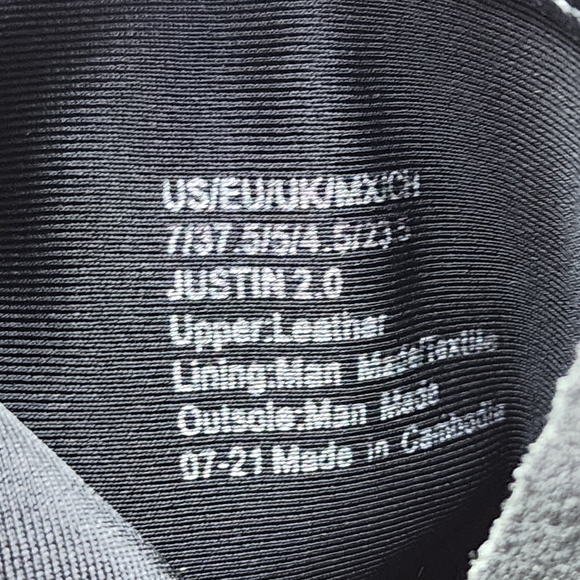 US/EU/UK/MX/CH
7/37.5/5/4.5/235
JUSTIN 2.0
Upper:Leather
Lining:Man Made/Textile
Outsole:Man Made
07-21 Made in Cambodia